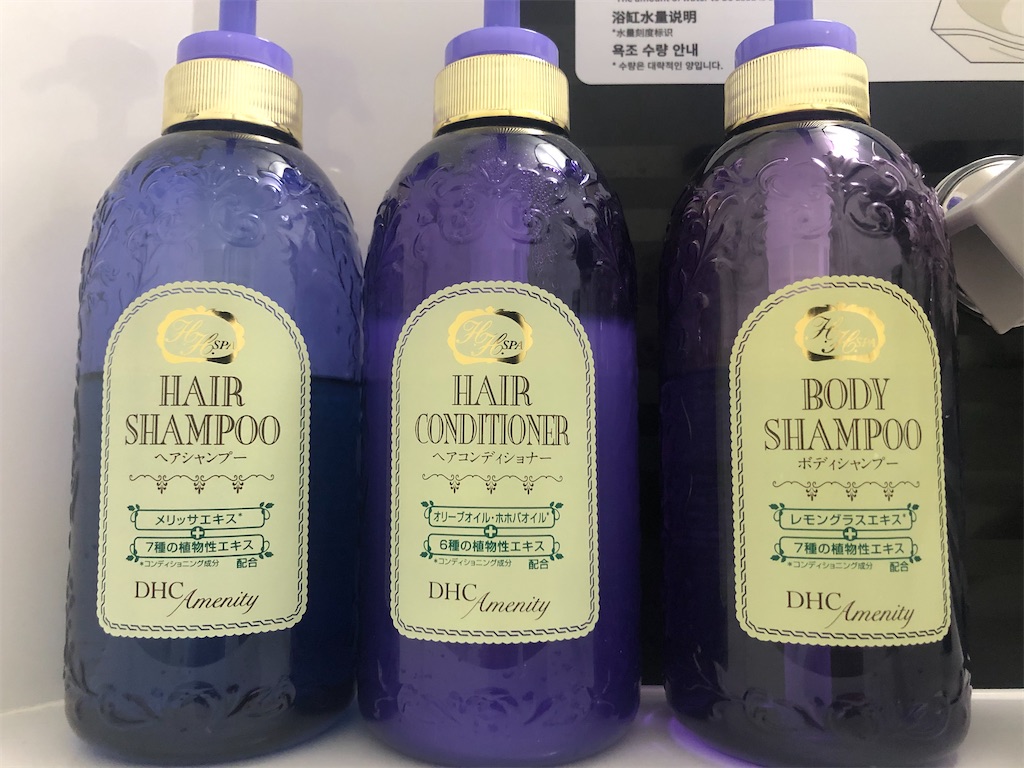 浴缸水量说明
*水量刻度标识
욕조 수량 안내
* 수량은 대략적인 양입니다.
H H SPA
HAIR
SHAMPOO
ヘアシャンプー
メリッサエキス*
+
7種の植物性エキス
*コンディショニング成分 配合
DHC Amenity
H H SPA
HAIR
CONDITIONER
ヘアコンディショナー
オリーブオイル・ホホバオイル*
+
6種の植物性エキス
*コンディショニング成分 配合
DHC Amenity
H H SPA
BODY
SHAMPOO
ボディシャンプー
レモングラスエキス*
+
7種の植物性エキス
*コンディショニング成分 配合
DHC Amenity